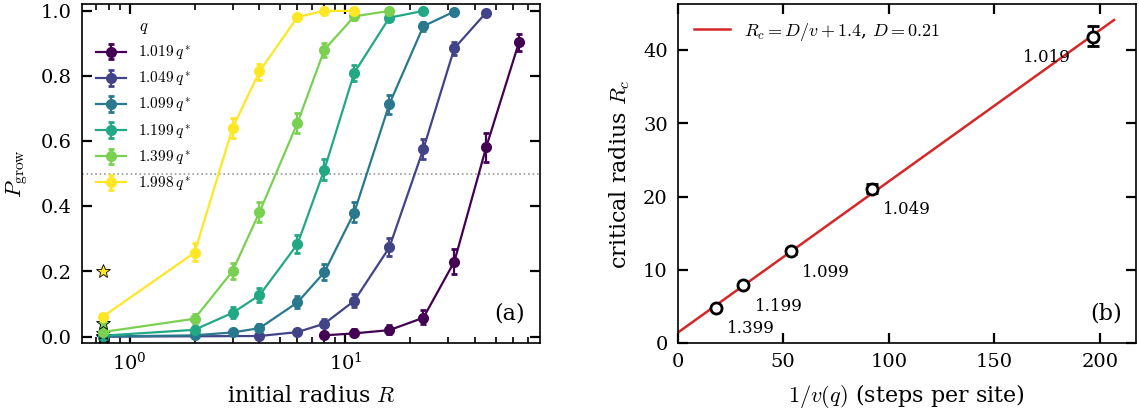 1.0
0.8
0.6
0.4
0.2
0.0
P_grow
q
1.019 q*
1.049 q*
1.099 q*
1.199 q*
1.399 q*
1.998 q*
(a)
10^0
10^1
initial radius R
40
30
20
10
0
critical radius R_c
R_c = D/v + 1.4, D = 0.21
1.019
1.049
1.099
1.199
1.399
(b)
0
50
100
150
200
1/v(q) (steps per site)